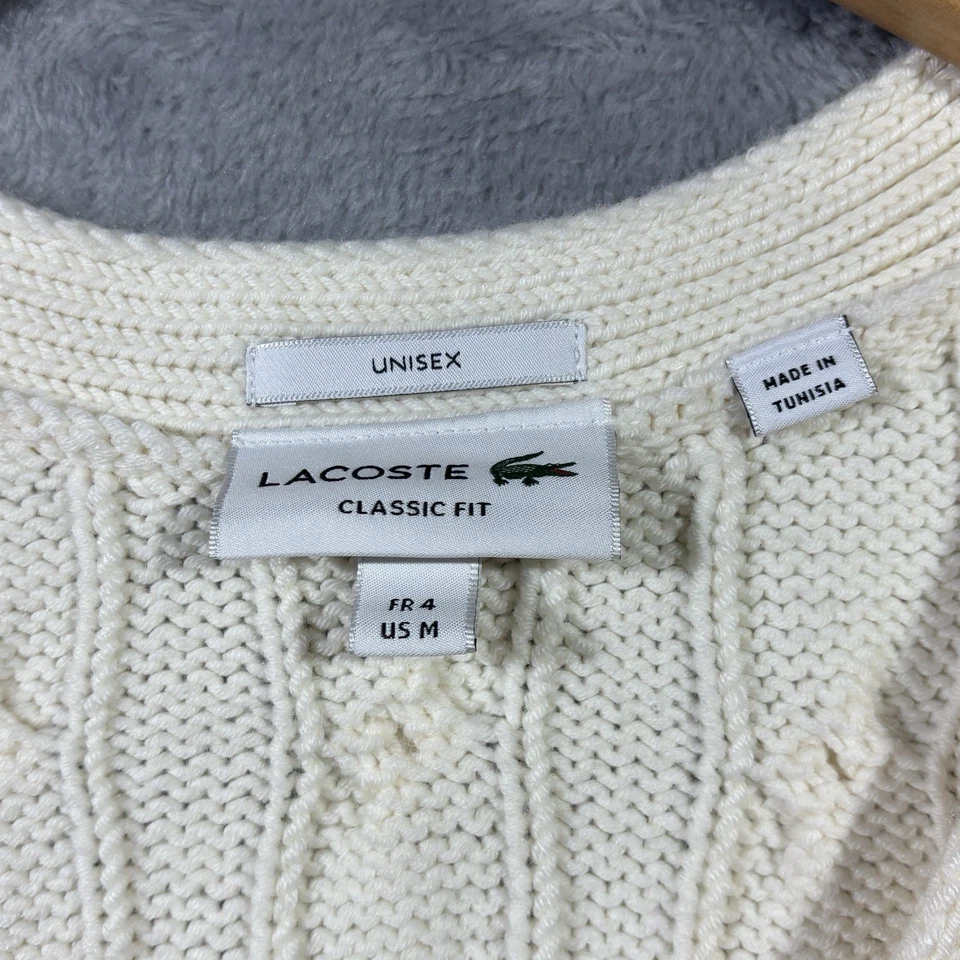 UNISEX
LACOSTE
CLASSIC FIT
FR 4
US M
MADE IN
TUNISIA